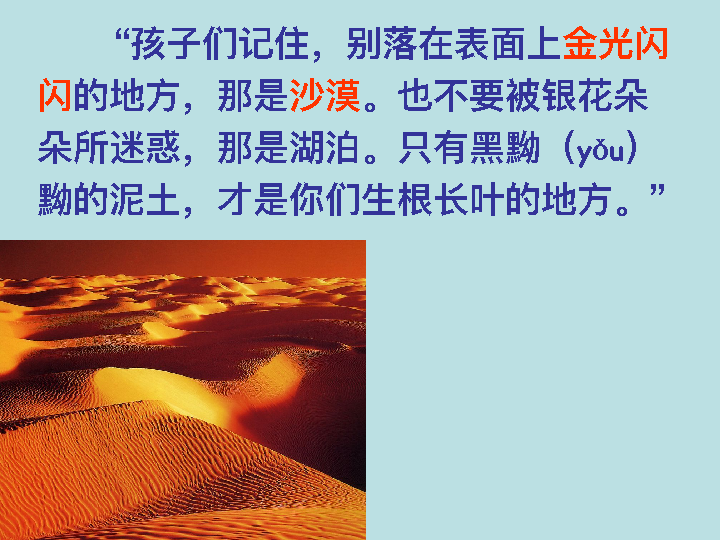 “孩子们记住，别落在表面上金光闪
闪的地方，那是沙漠。也不要被银花朵
朵所迷惑，那是湖泊。只有黑黝（yǒu）
黝的泥土，才是你们生根长叶的地方。”